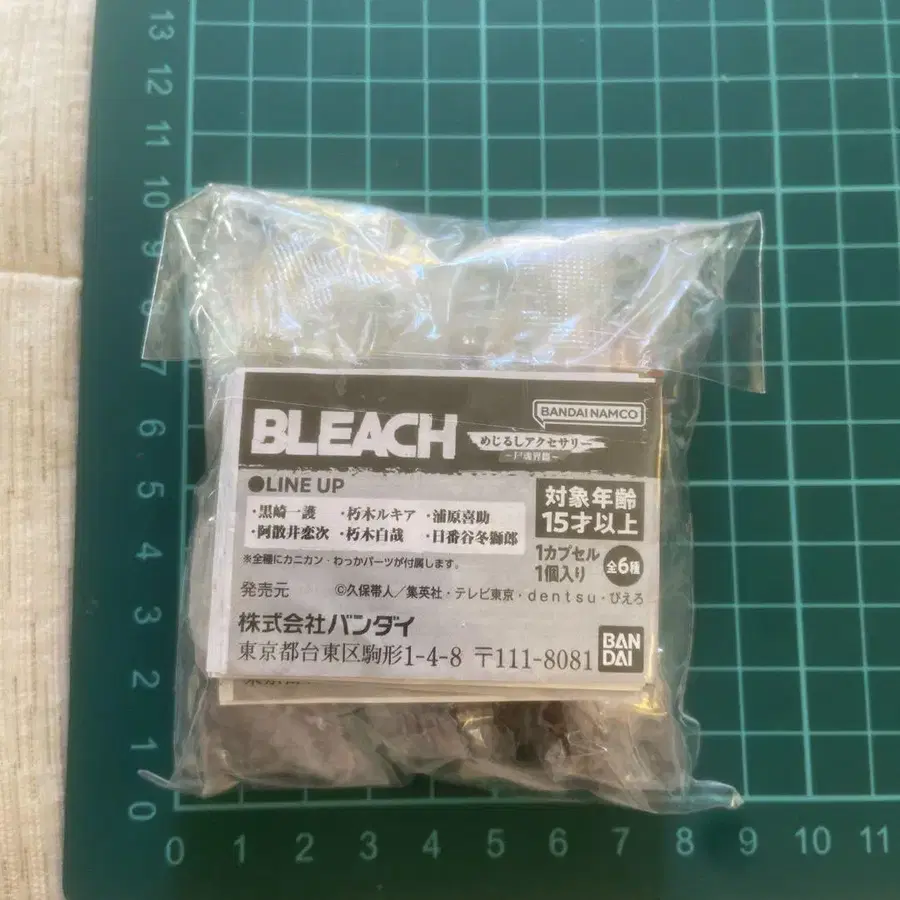 13
12
11
10
9
8
7
6
5
4
3
2
1
0
BANDAI NAMCO
BLEACH
めじるしアクセサリー
~尸魂界篇~
●LINE UP
・黒崎一護 ・朽木ルキア ・浦原喜助
・阿散井恋次 ・朽木白哉 ・日番谷冬獅郎
対象年齢
15才以上
※全種にカニカン・わっかパーツが付属します。
1カプセル
1個入り
全6種
発売元 ©久保帯人/集英社・テレビ東京・dentsu・ぴえろ
株式会社バンダイ
東京都台東区駒形1-4-8 〒111-8081
BAN
DAI
0 1 2 3 4 5 6 7 8 9 10 11